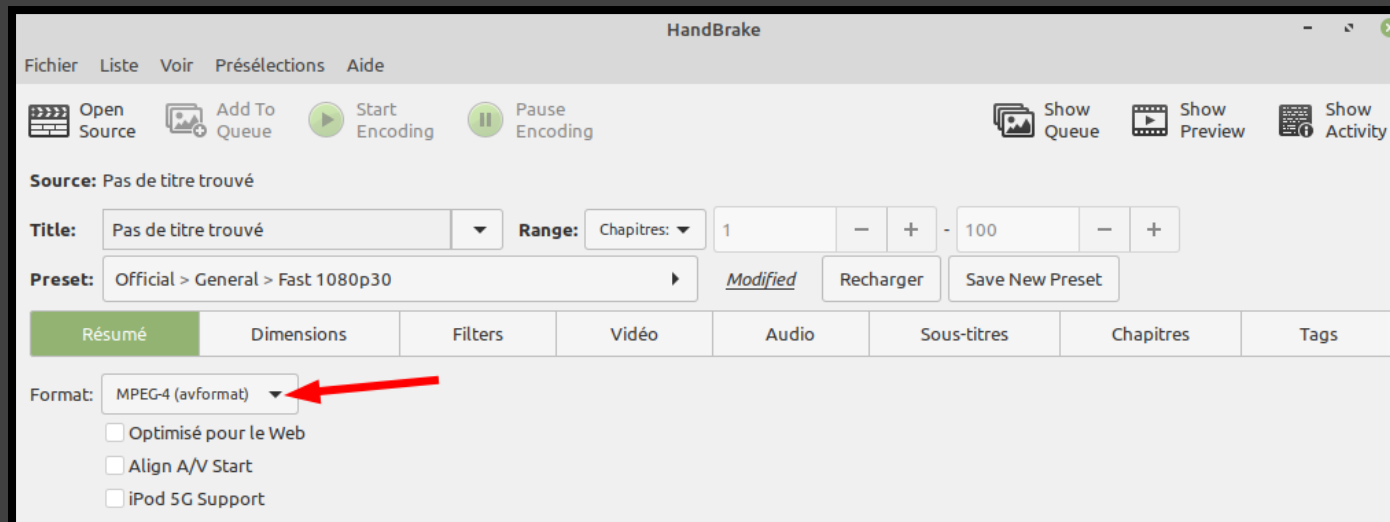 HandBrake
Fichier Liste Voir Présélections Aide
Open Source
Add To Queue
Start Encoding
Pause Encoding
Show Queue
Show Preview
Show Activity
Source: Pas de titre trouvé
Title: Pas de titre trouvé Range: Chapitres: 1 - 100
Preset: Official > General > Fast 1080p30 Modified Recharger Save New Preset
Résumé Dimensions Filters Vidéo Audio Sous-titres Chapitres Tags
Format: MPEG-4 (avformat)
Optimisé pour le Web
Align A/V Start
iPod 5G Support